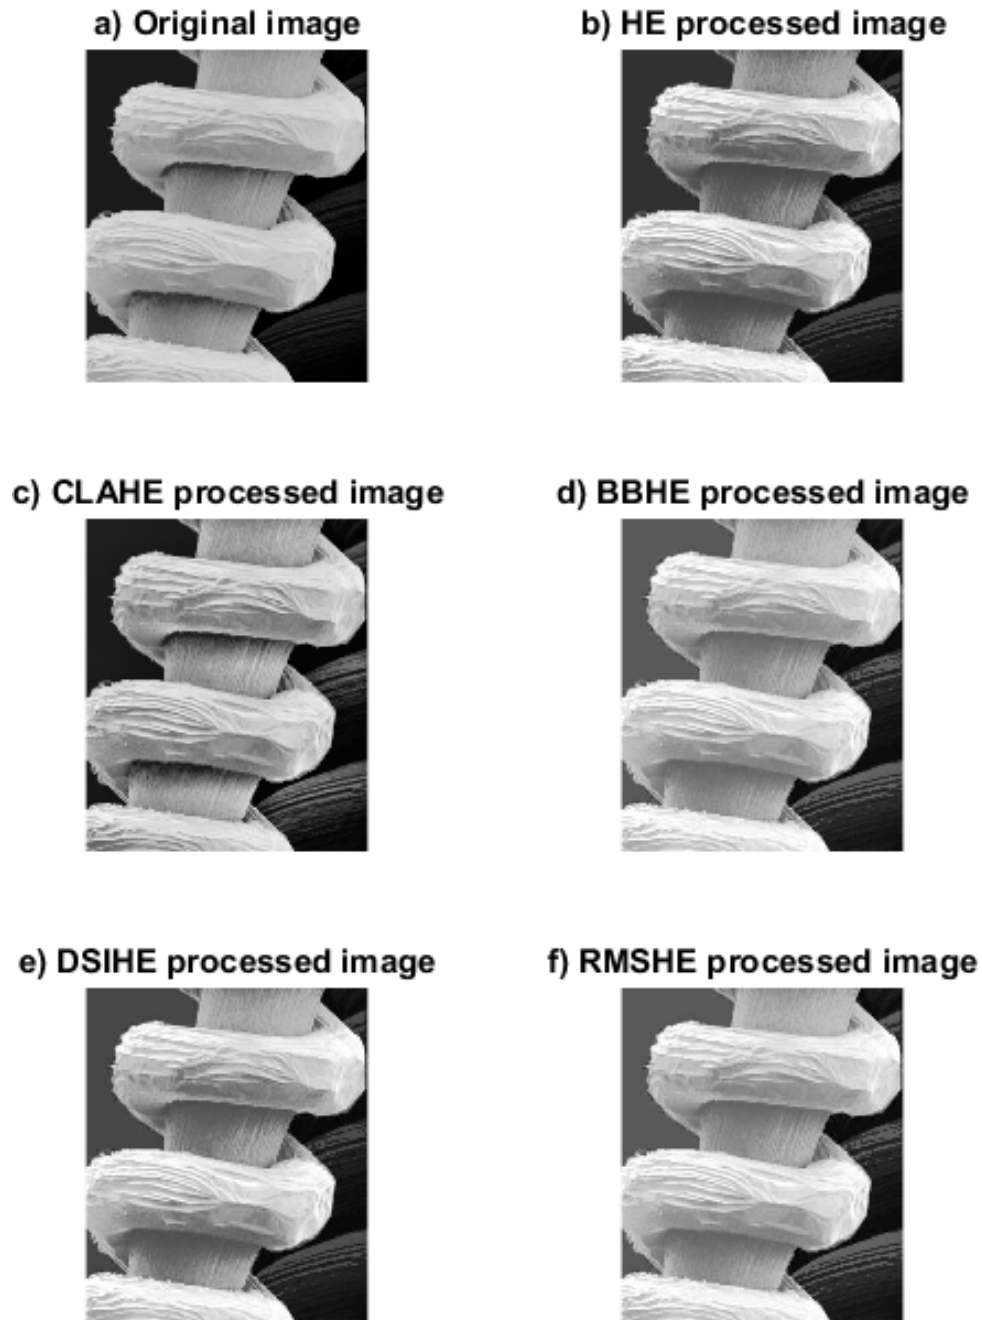 a) Original image
b) HE processed image
c) CLAHE processed image
d) BBHE processed image
e) DSIHE processed image
f) RMSHE processed image